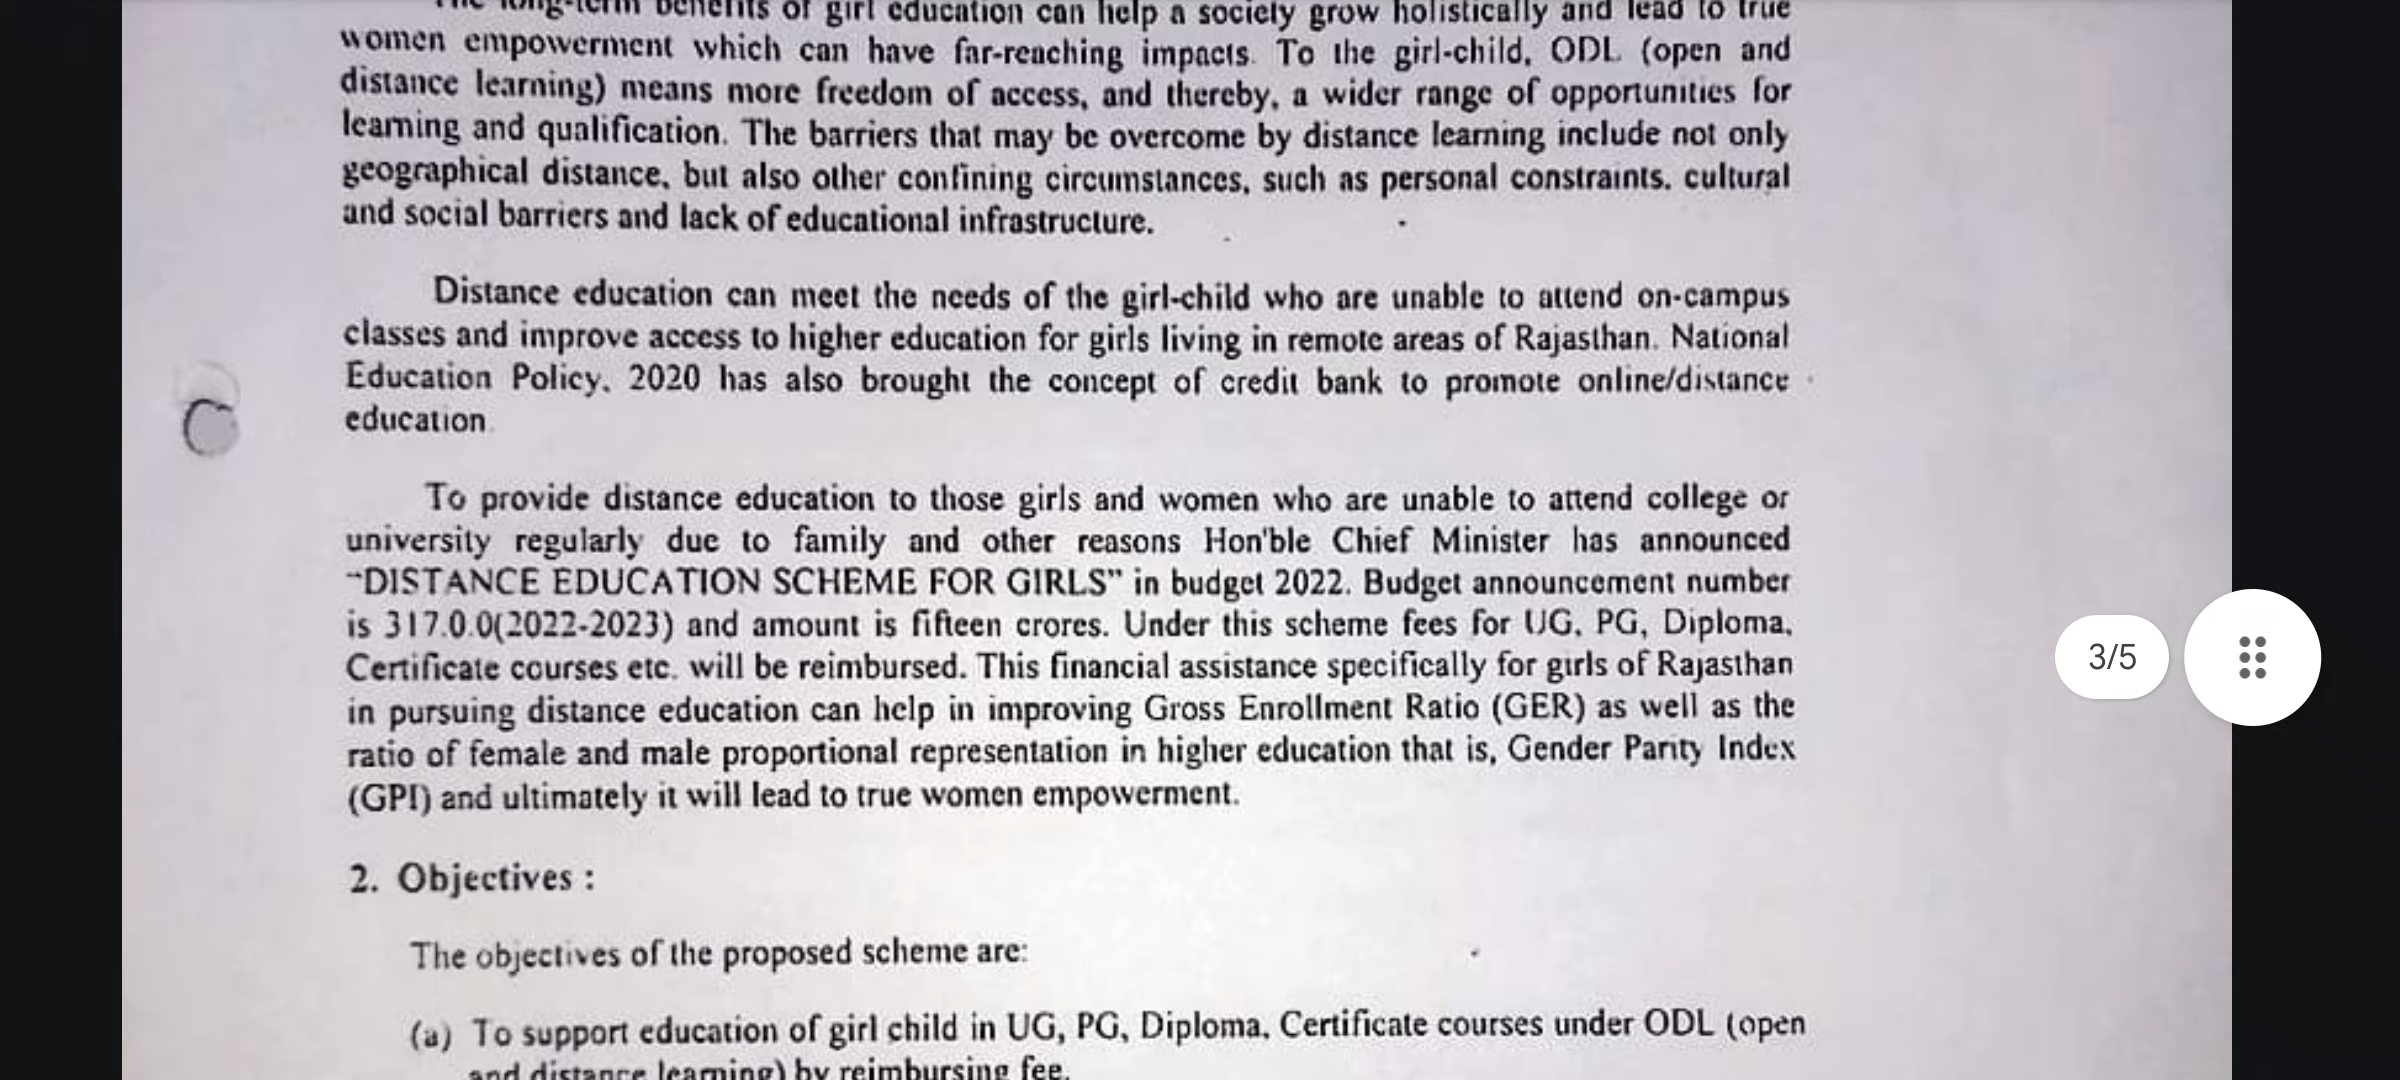 The long-term benefits of girl education can help a society grow holistically and lead to true
women empowerment which can have far-reaching impacts. To the girl-child, ODL (open and
distance learning) means more freedom of access, and thereby, a wider range of opportunities for
learning and qualification. The barriers that may be overcome by distance learning include not only
geographical distance, but also other confining circumstances, such as personal constraints, cultural
and social barriers and lack of educational infrastructure.
Distance education can meet the needs of the girl-child who are unable to attend on-campus
classes and improve access to higher education for girls living in remote areas of Rajasthan. National
Education Policy, 2020 has also brought the concept of credit bank to promote online/distance
education.
To provide distance education to those girls and women who are unable to attend college or
university regularly due to family and other reasons Hon'ble Chief Minister has announced
"DISTANCE EDUCATION SCHEME FOR GIRLS" in budget 2022. Budget announcement number
is 317.0.0(2022-2023) and amount is fifteen crores. Under this scheme fees for UG, PG, Diploma,
Certificate courses etc. will be reimbursed. This financial assistance specifically for girls of Rajasthan
in pursuing distance education can help in improving Gross Enrollment Ratio (GER) as well as the
ratio of female and male proportional representation in higher education that is, Gender Parity Index
(GPI) and ultimately it will lead to true women empowerment.
3/5
2. Objectives :
The objectives of the proposed scheme are:
(a) To support education of girl child in UG, PG, Diploma, Certificate courses under ODL (open
and distance learning) by reimbursing fee.